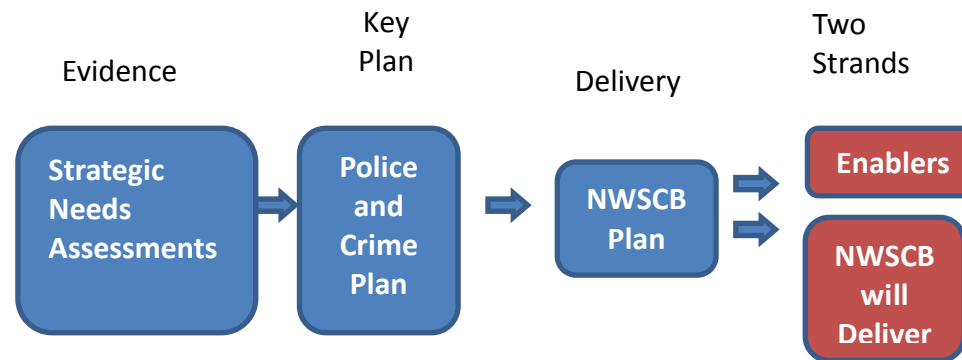 Evidence
Key
Plan
Delivery
Two
Strands
Strategic
Needs
Assessments
Police
and
Crime
Plan
NWSCB
Plan
Enablers
NWSCB
will
Deliver